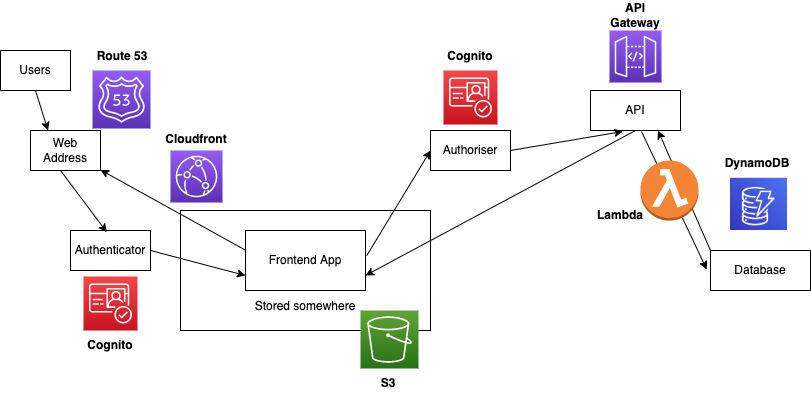 API
Gateway
Route 53
Cognito
Users
53
</>
API
Web
Address
Cloudfront
Authoriser
DynamoDB
Lambda
Authenticator
Frontend App
Database
Stored somewhere
Cognito
S3